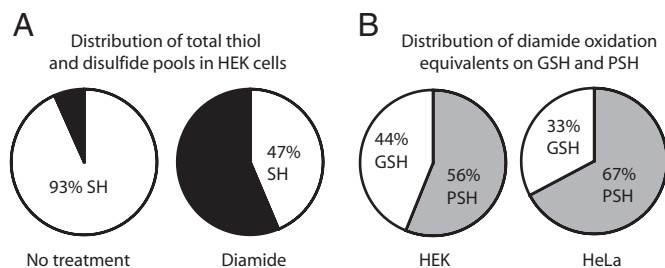 A
Distribution of total thiol
and disulfide pools in HEK cells
93% SH
47%
SH
No treatment
Diamide
B
Distribution of diamide oxidation
equivalents on GSH and PSH
44%
GSH
56%
PSH
33%
GSH
67%
PSH
HEK
HeLa